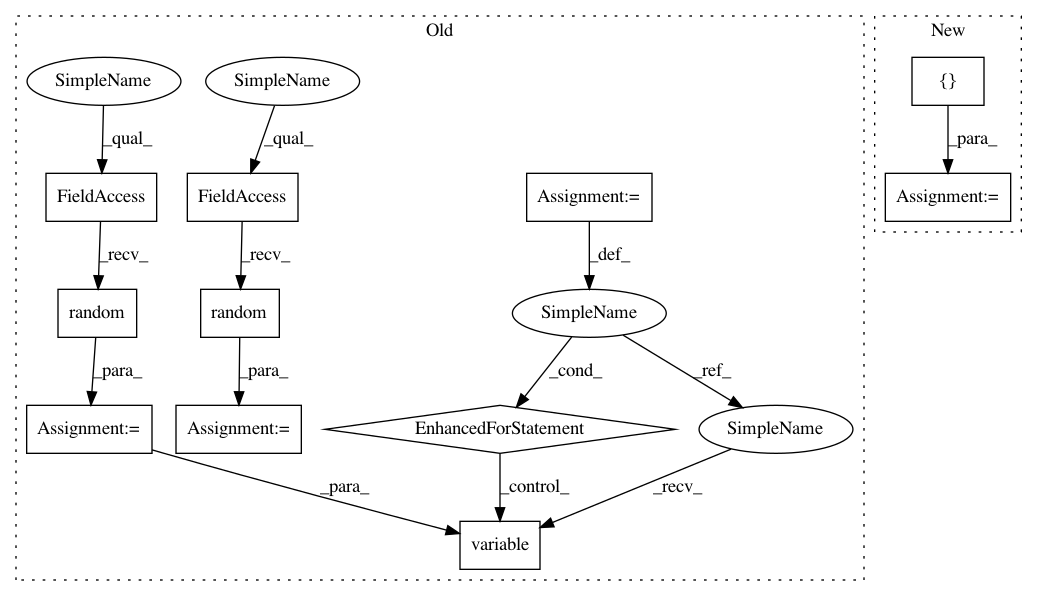 Old
New
SimpleName
SimpleName
{}
_qual_
_qual_
_para_
FieldAccess
FieldAccess
Assignment:=
Assignment:=
_recv_
_recv_
_def_
random
random
SimpleName
_para_
_para_
_cond_
_ref_
Assignment:=
Assignment:=
EnhancedForStatement
SimpleName
_para_
_control_
_recv_
variable